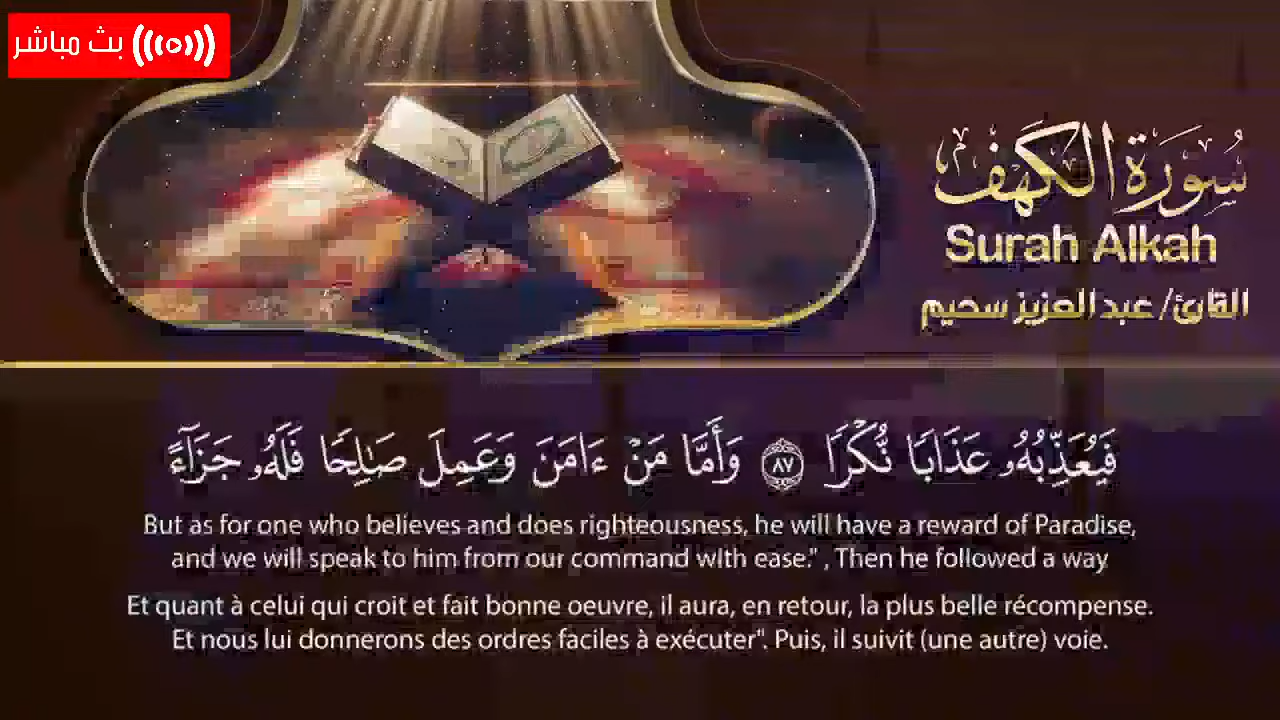 بث مباشر
سُورَةُ الكَهْفِ
Surah Alkah
القارئ/ عبد العزيز سحيم
فَيُعَذِّبُهُۥ عَذَابًا نُّكْرًا ٨٧ وَأَمَّا مَنْ ءَامَنَ وَعَمِلَ صَٰلِحًا فَلَهُۥ جَزَآءً
But as for one who believes and does righteousness, he will have a reward of Paradise,
and we will speak to him from our command with ease." , Then he followed a way
Et quant à celui qui croit et fait bonne oeuvre, il aura, en retour, la plus belle récompense.
Et nous lui donnerons des ordres faciles à exécuter". Puis, il suivit (une autre) voie.